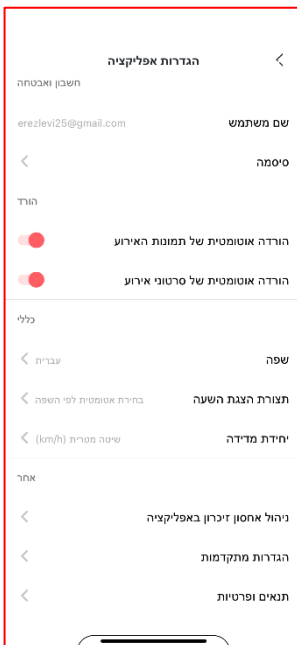 הגדרות אפליקציה
חשבון ואבטחה
שם משתמש erezlevi25@gmail.com
סיסמה
הורד
הורדה אוטומטית של תמונות האירוע
הורדה אוטומטית של סרטוני אירוע
כללי
שפה עברית
תצורת הצגת השעה בחירת אטומטית לפי השפה
יחידת מדידה שיטה מטרית (km/h)
אחר
ניהול אחסון זיכרון באפליקציה
הגדרות מתקדמות
תנאים ופרטיות